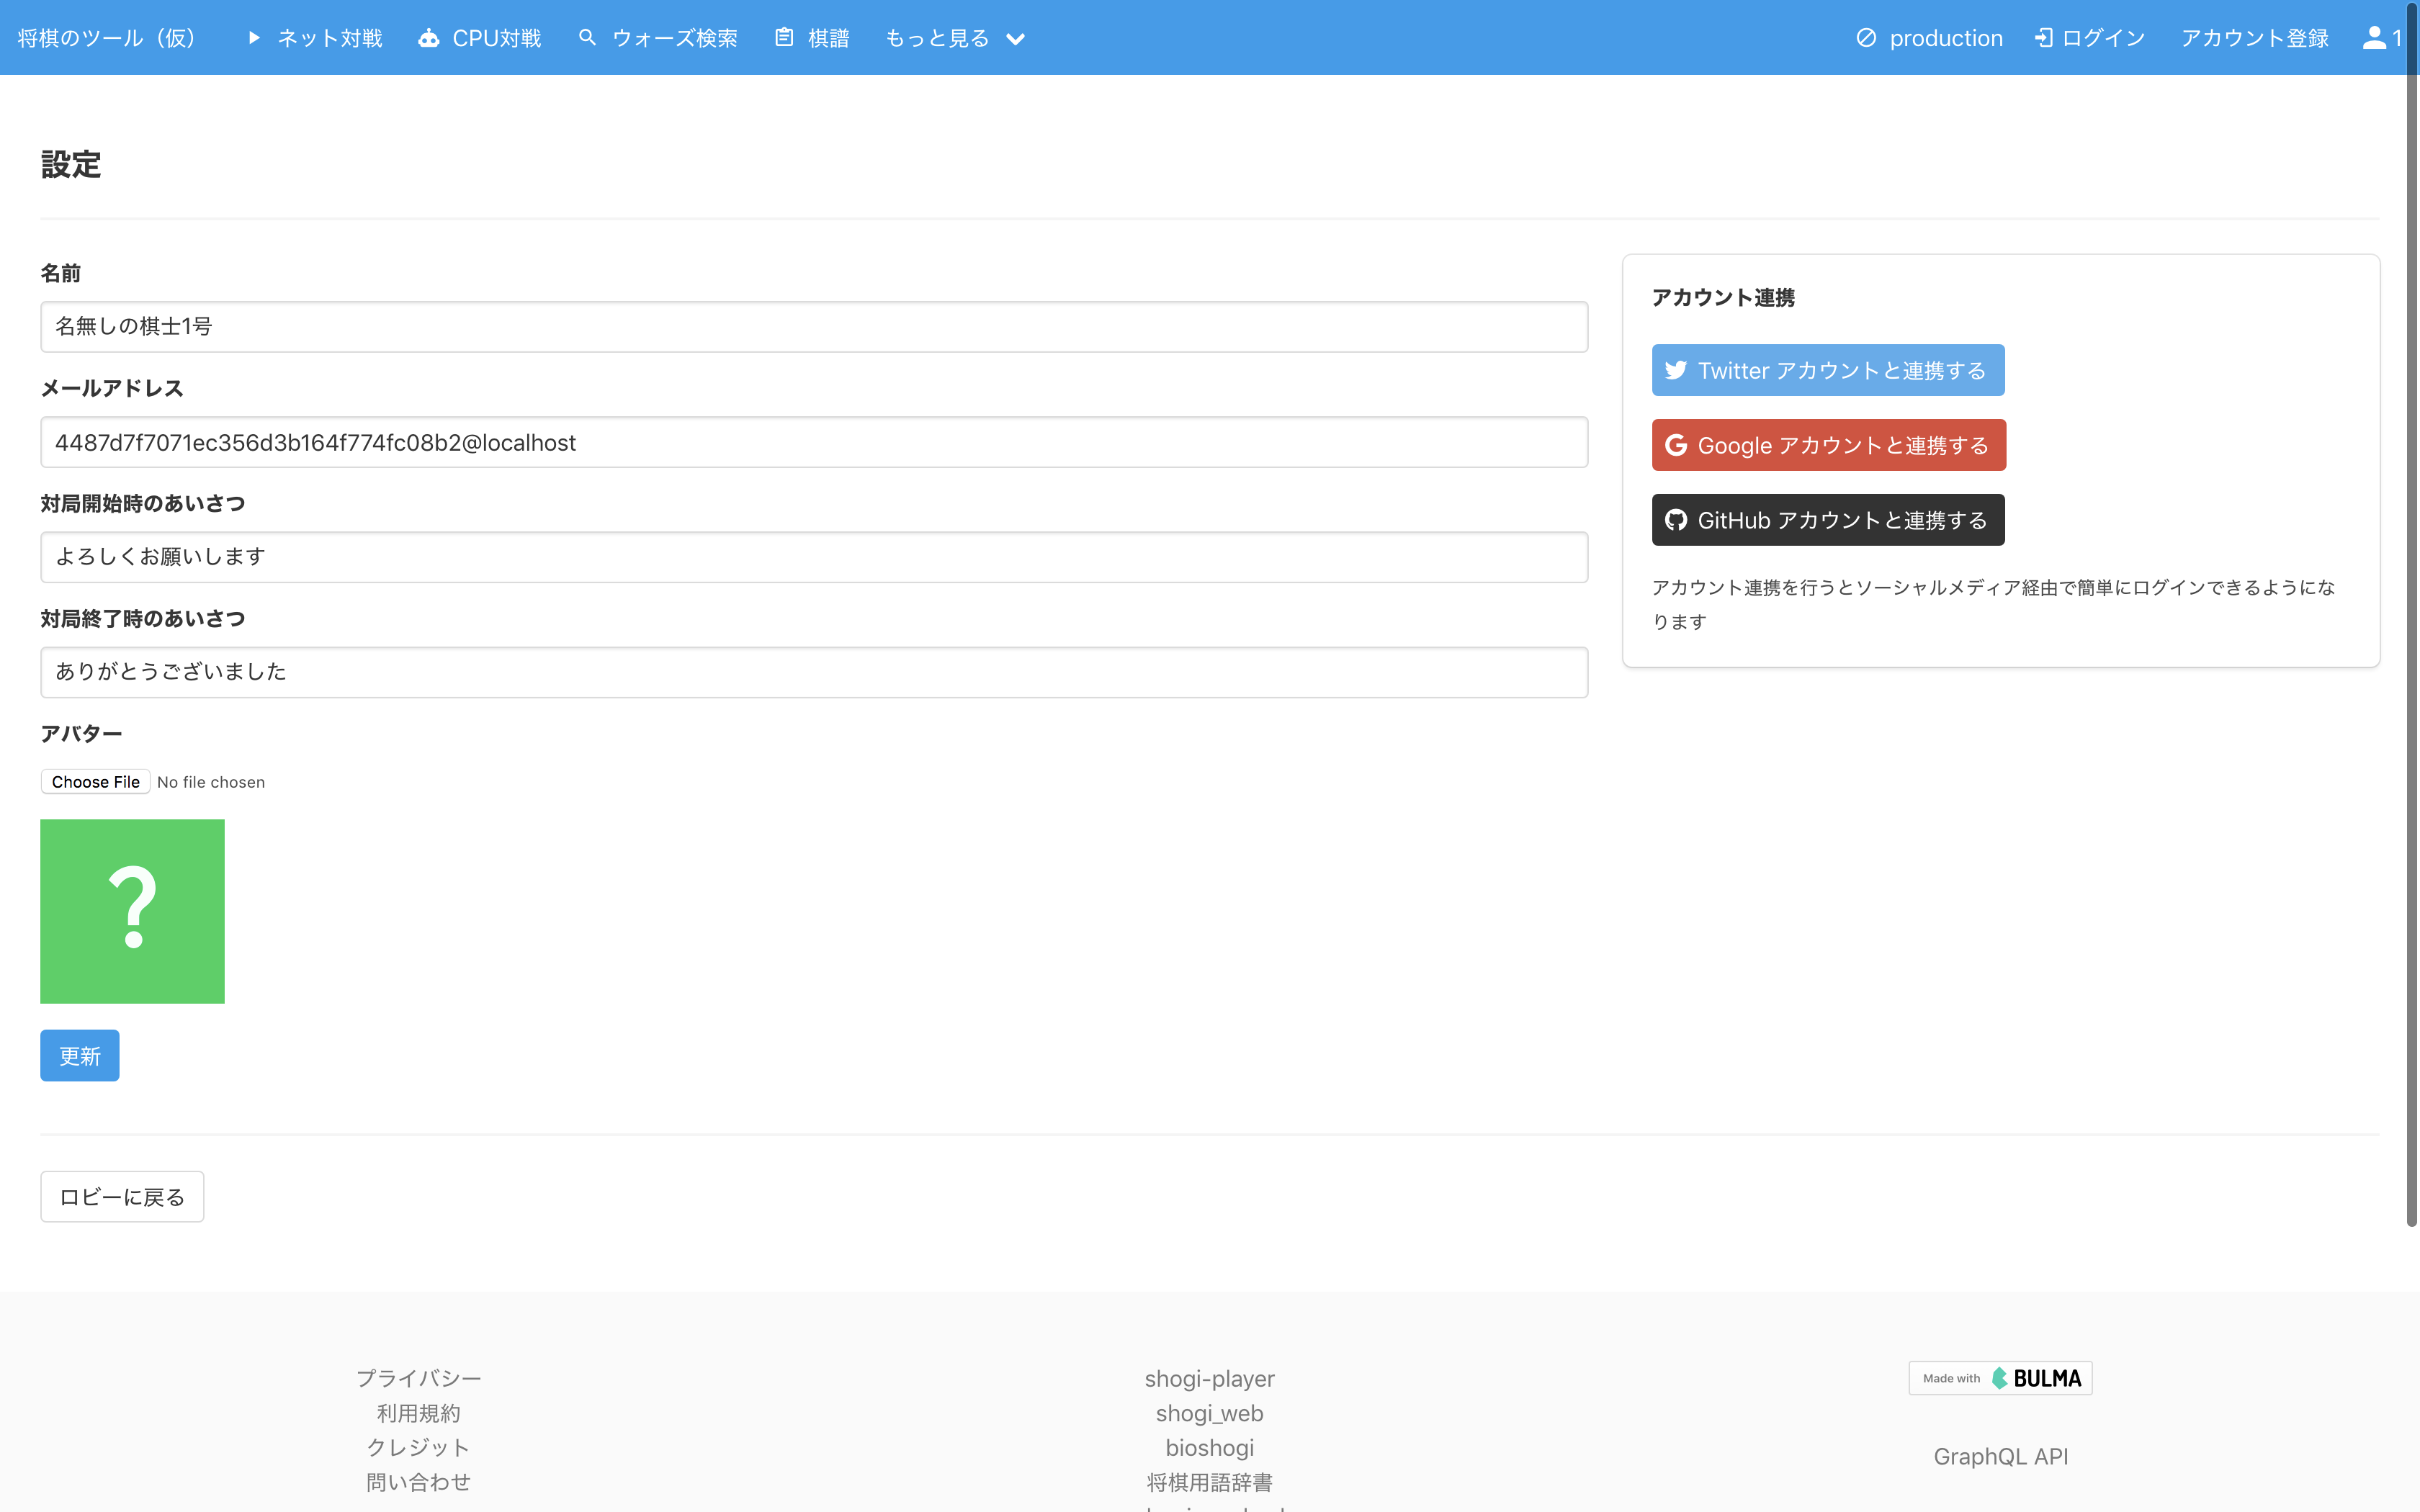 将棋のツール（仮） ネット対戦 CPU対戦 ウォーズ検索 棋譜 もっと見る production ログイン アカウント登録 1
設定
名前
名無しの棋士1号
メールアドレス
4487d7f7071ec356d3b164f774fc08b2@localhost
対局開始時のあいさつ
よろしくお願いします
対局終了時のあいさつ
ありがとうございました
アバター
Choose File No file chosen
?
更新
ロビーに戻る
アカウント連携
Twitter アカウントと連携する
Google アカウントと連携する
GitHub アカウントと連携する
アカウント連携を行うとソーシャルメディア経由で簡単にログインできるようにな
ります
プライバシー
利用規約
クレジット
問い合わせ
shogi-player
shogi_web
bioshogi
将棋用語辞書
Made with BULMA
GraphQL API